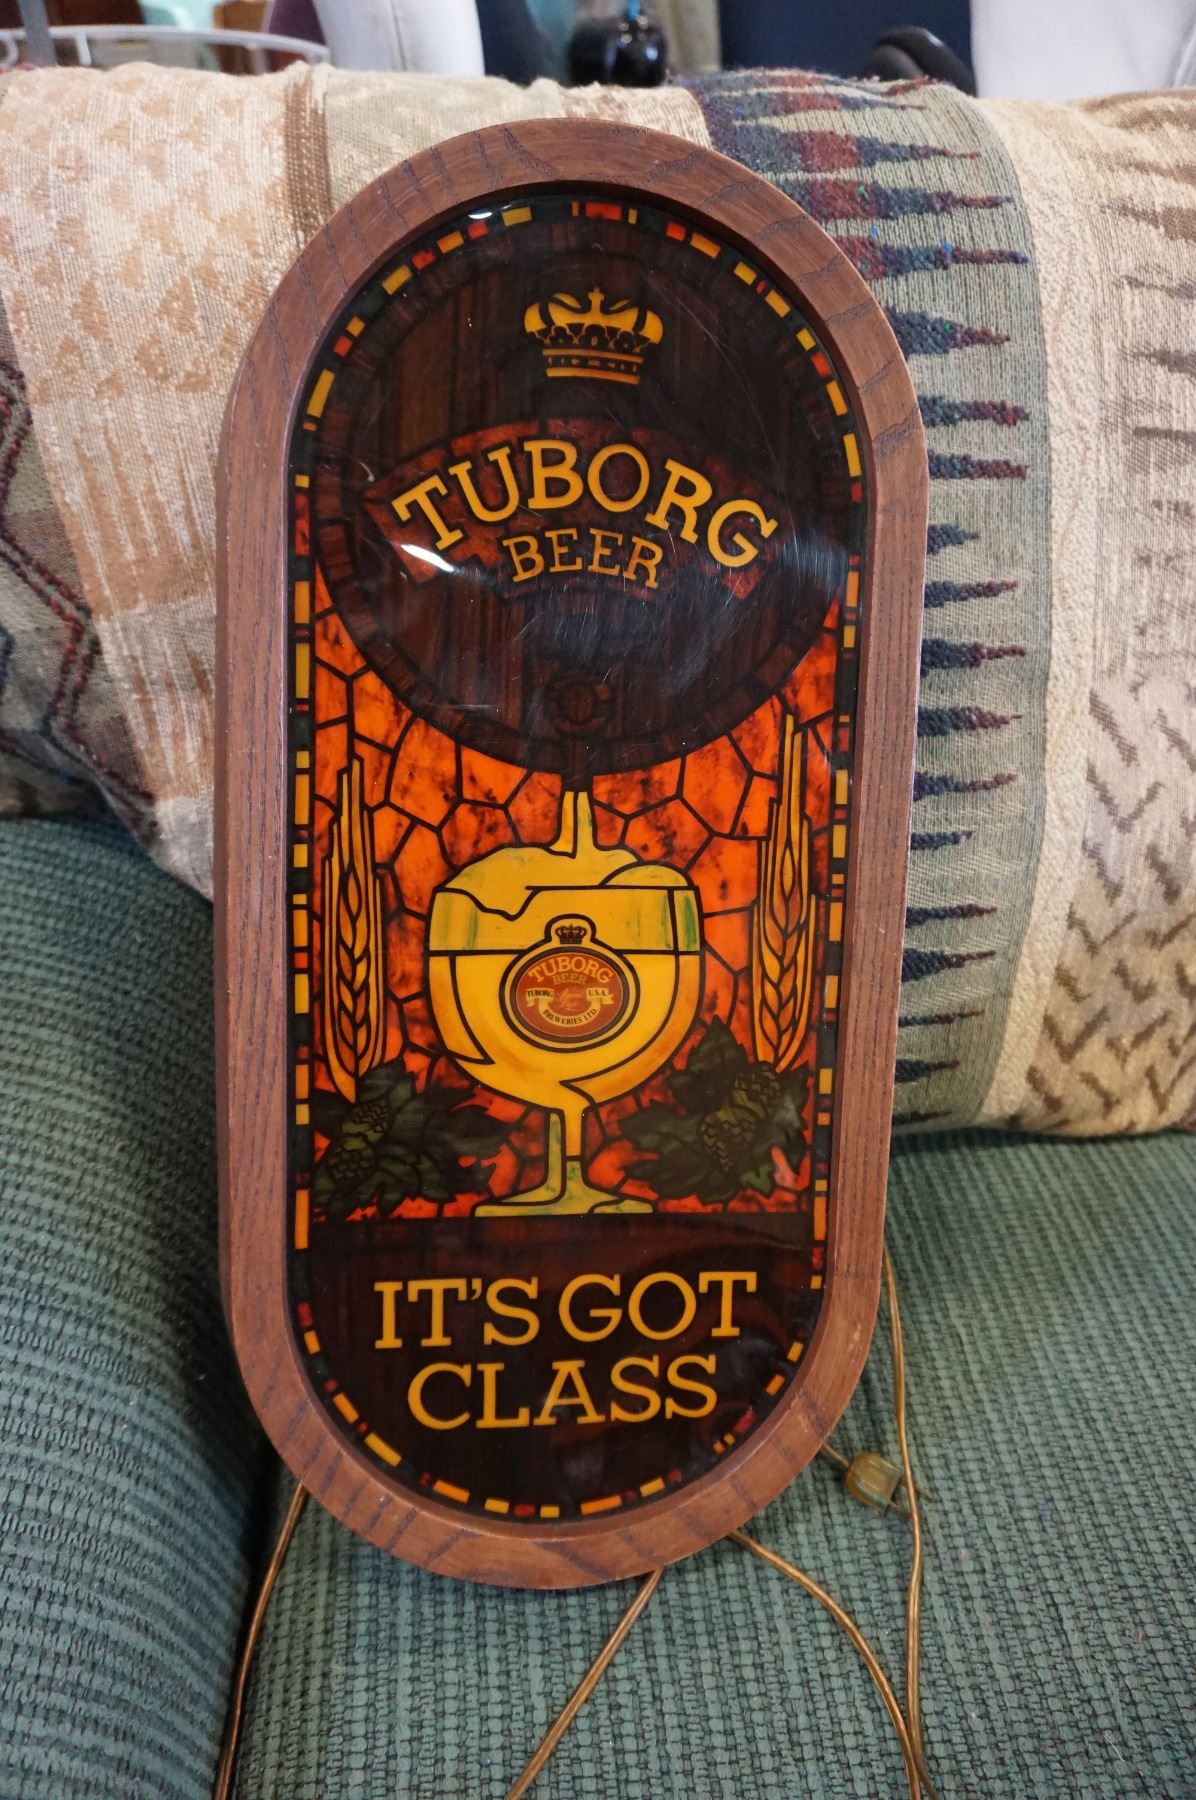 TUBORG
BEER
TUBORG
BEER
TUBORG U.S.A.
BREWERIES LTD.
IT'S GOT
CLASS